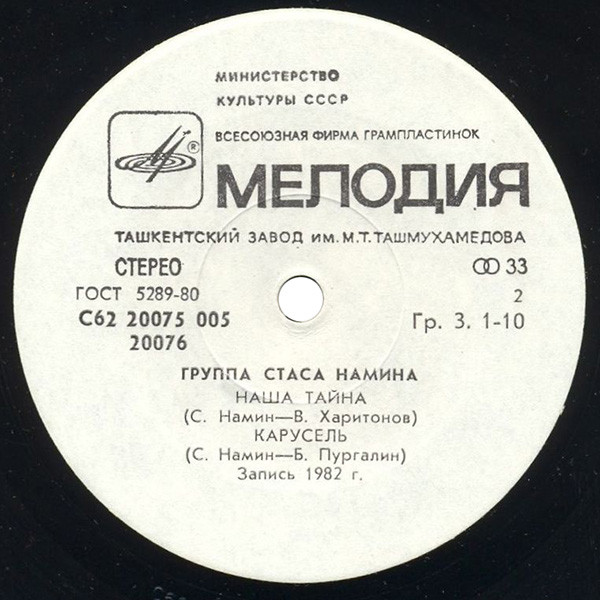 МИНИСТЕРСТВО
КУЛЬТУРЫ СССР
ВСЕСОЮЗНАЯ ФИРМА ГРАМПЛАСТИНОК
®
МЕЛОДИЯ
ТАШКЕНТСКИЙ ЗАВОД ИМ. М.Т. ТАШМУХАМЕДОВА
СТЕРЕО
33
ГОСТ 5289-80
2
С62 20075 005
Гр. 3. 1-10
20076
ГРУППА СТАСА НАМИНА
НАША ТАЙНА
(С. Намин—В. Харитонов)
КАРУСЕЛЬ
(С. Намин—Б. Пургалин)
Запись 1982 г.